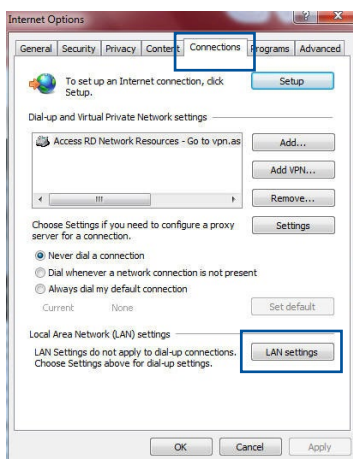 Internet Options
General Security Privacy Content Connections Programs Advanced
To set up an Internet connection, click
Setup.
Setup
Dial-up and Virtual Private Network settings
Access RD Network Resources - Go to vpn.as
Add...
Add VPN...
Remove...
Choose Settings if you need to configure a proxy
server for a connection.
Settings
Never dial a connection
Dial whenever a network connection is not present
Always dial my default connection
Current None
Set default
Local Area Network (LAN) settings
LAN Settings do not apply to dial-up connections.
Choose Settings above for dial-up settings.
LAN settings
OK Cancel Apply